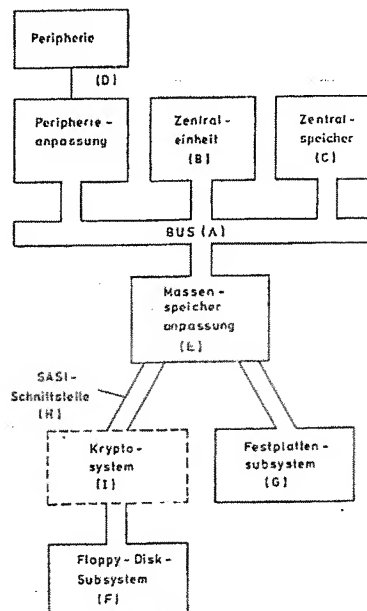 Peripherie
(D)
Peripherie-
anpassung
Zentral-
einheit
(B)
Zentral-
speicher
(C)
BUS (A)
Massen-
speicher
anpassung
(E)
SASI-
Schnittstelle
(H)
Krypto-
system
(I)
Festplatten-
subsystem
(G)
Floppy-Disk-
Subsystem
(F)